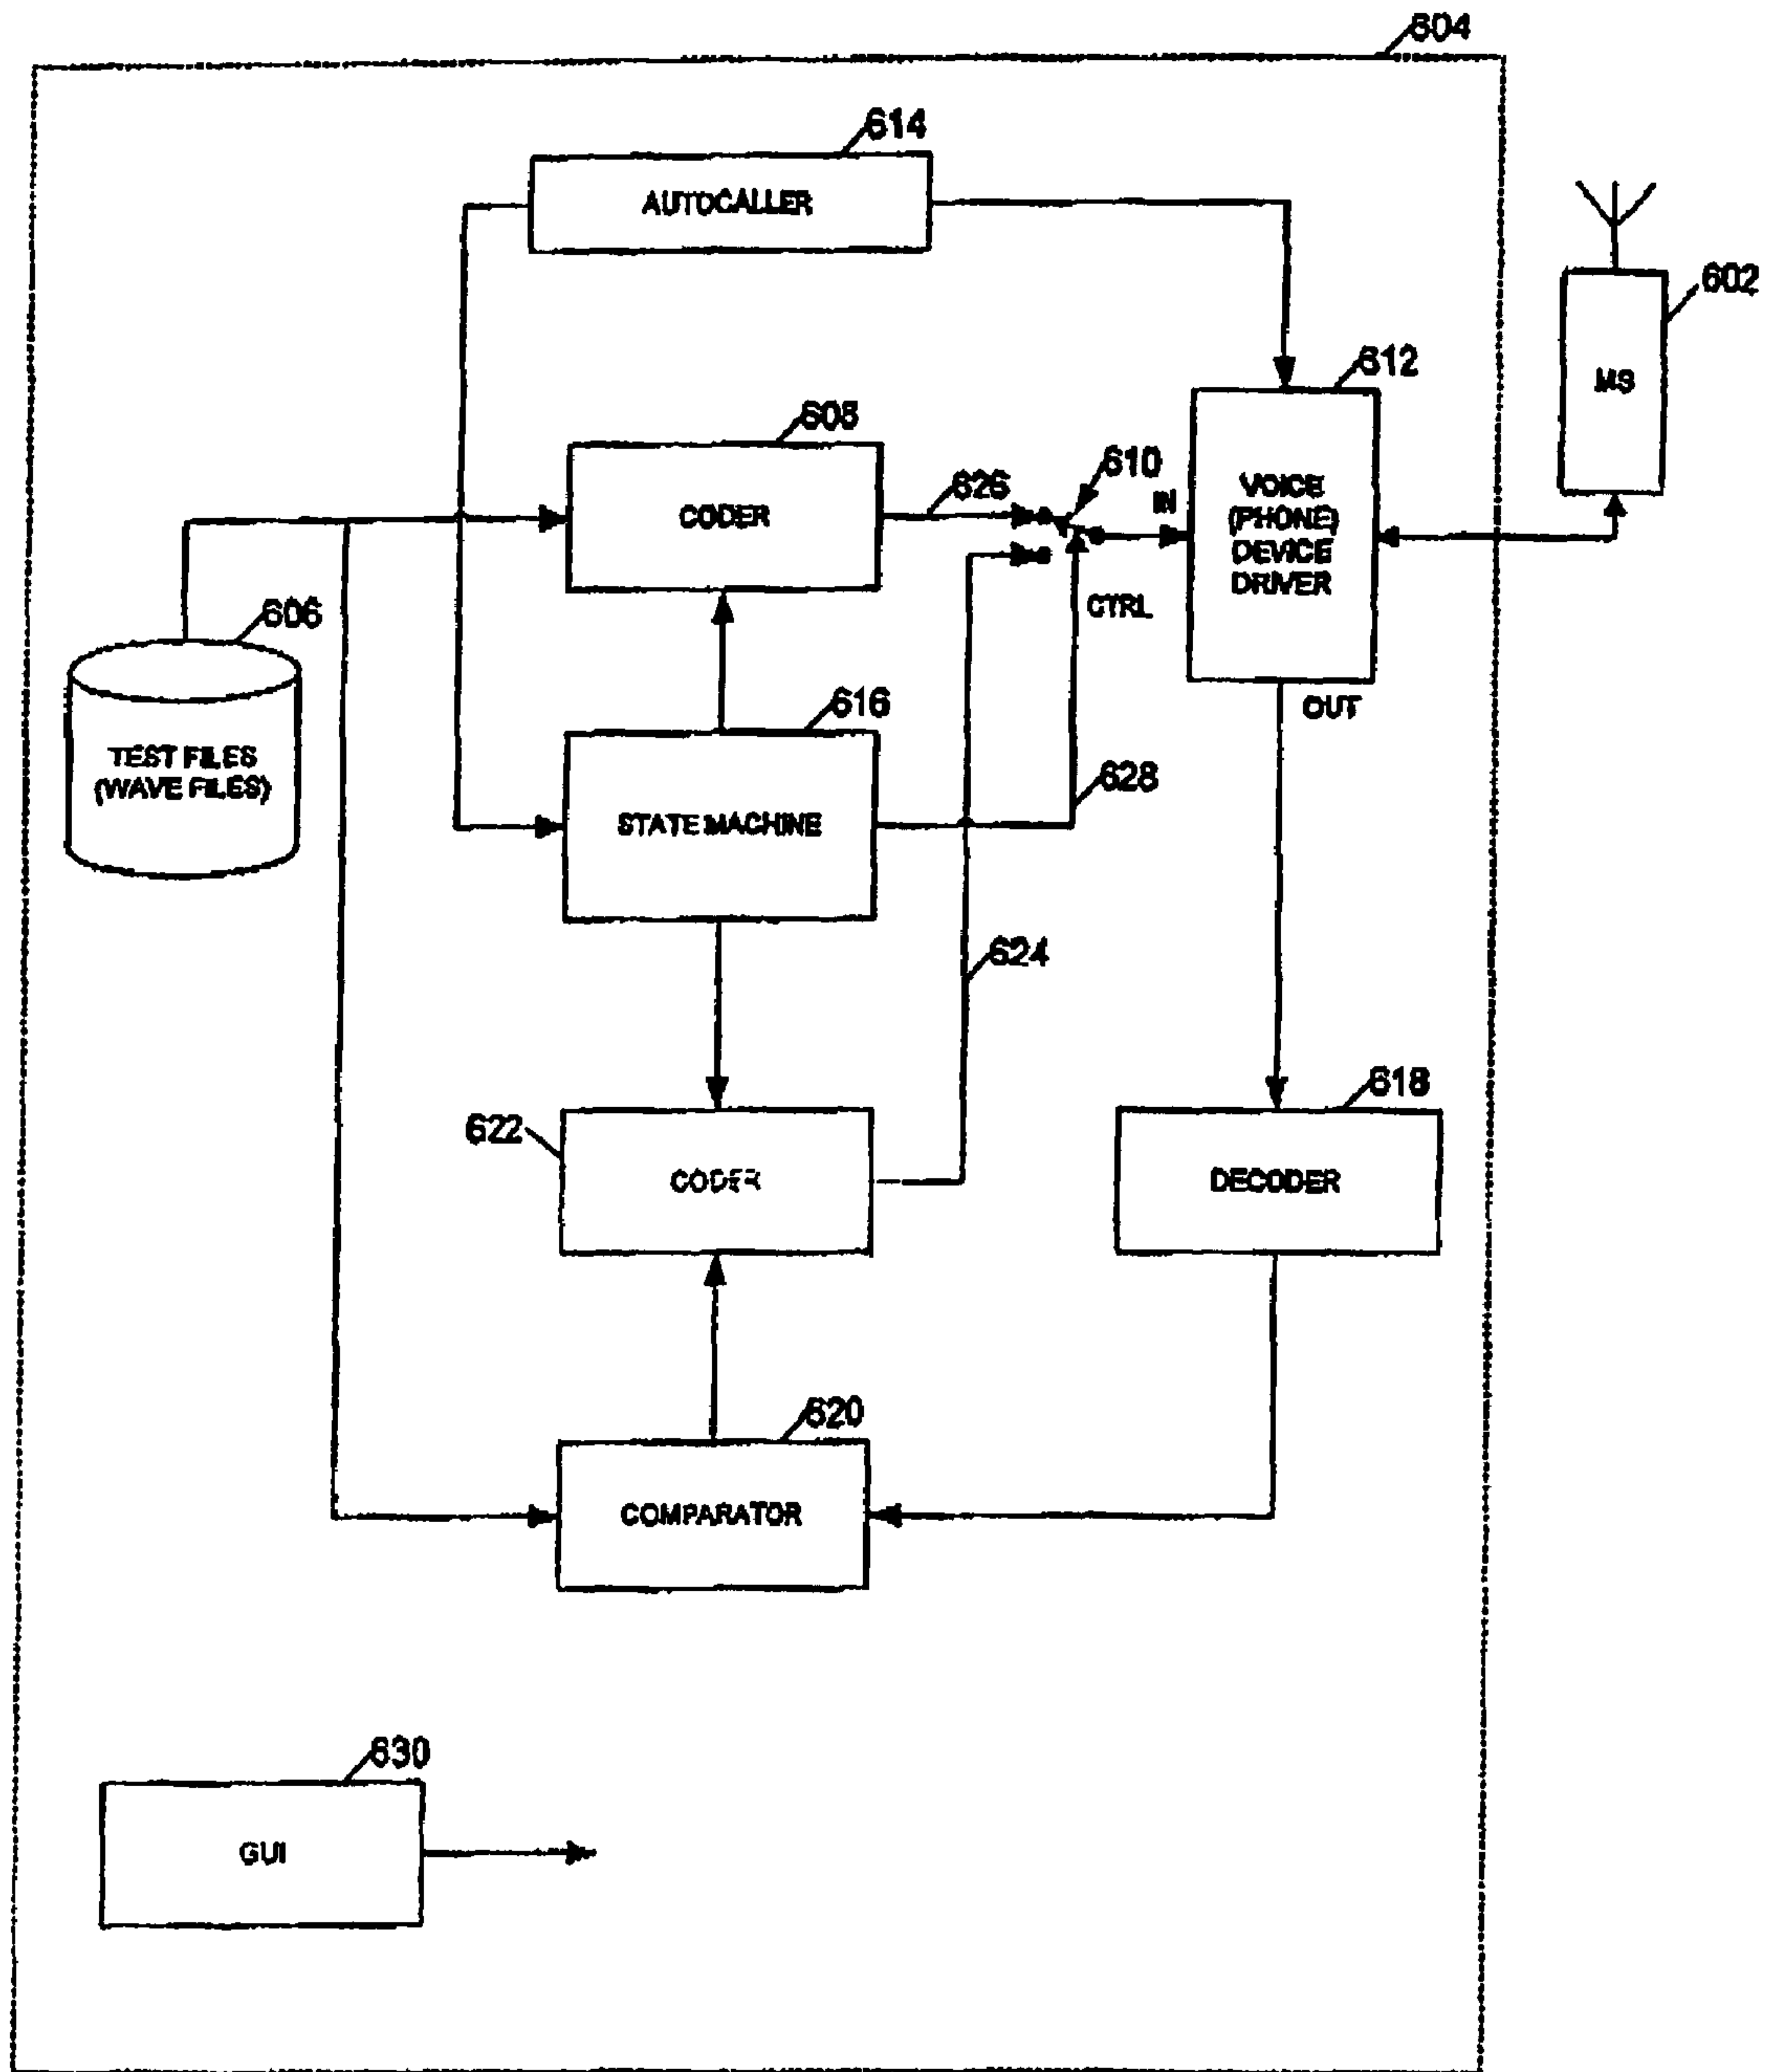 604
614
AUTOCALLER
602
MS
612
608
610
626
IN
VOICE
(PHONE)
DEVICE
DRIVER
CODER
606
CTRL
616
OUT
TEST FILES
(WAVE FILES)
628
STATE MACHINE
624
618
622
CODER
DECODER
620
COMPARATOR
630
GUI